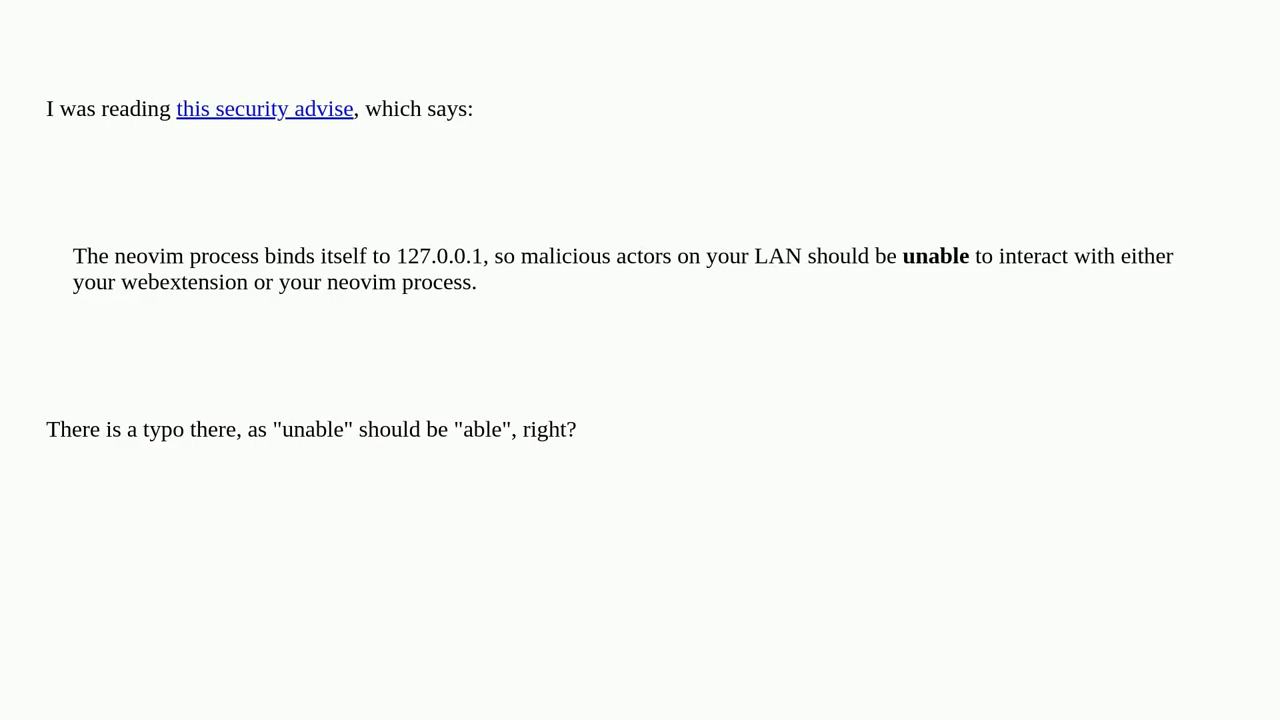 I was reading this security advise, which says:
The neovim process binds itself to 127.0.0.1, so malicious actors on your LAN should be unable to interact with either
your webextension or your neovim process.
There is a typo there, as "unable" should be "able", right?